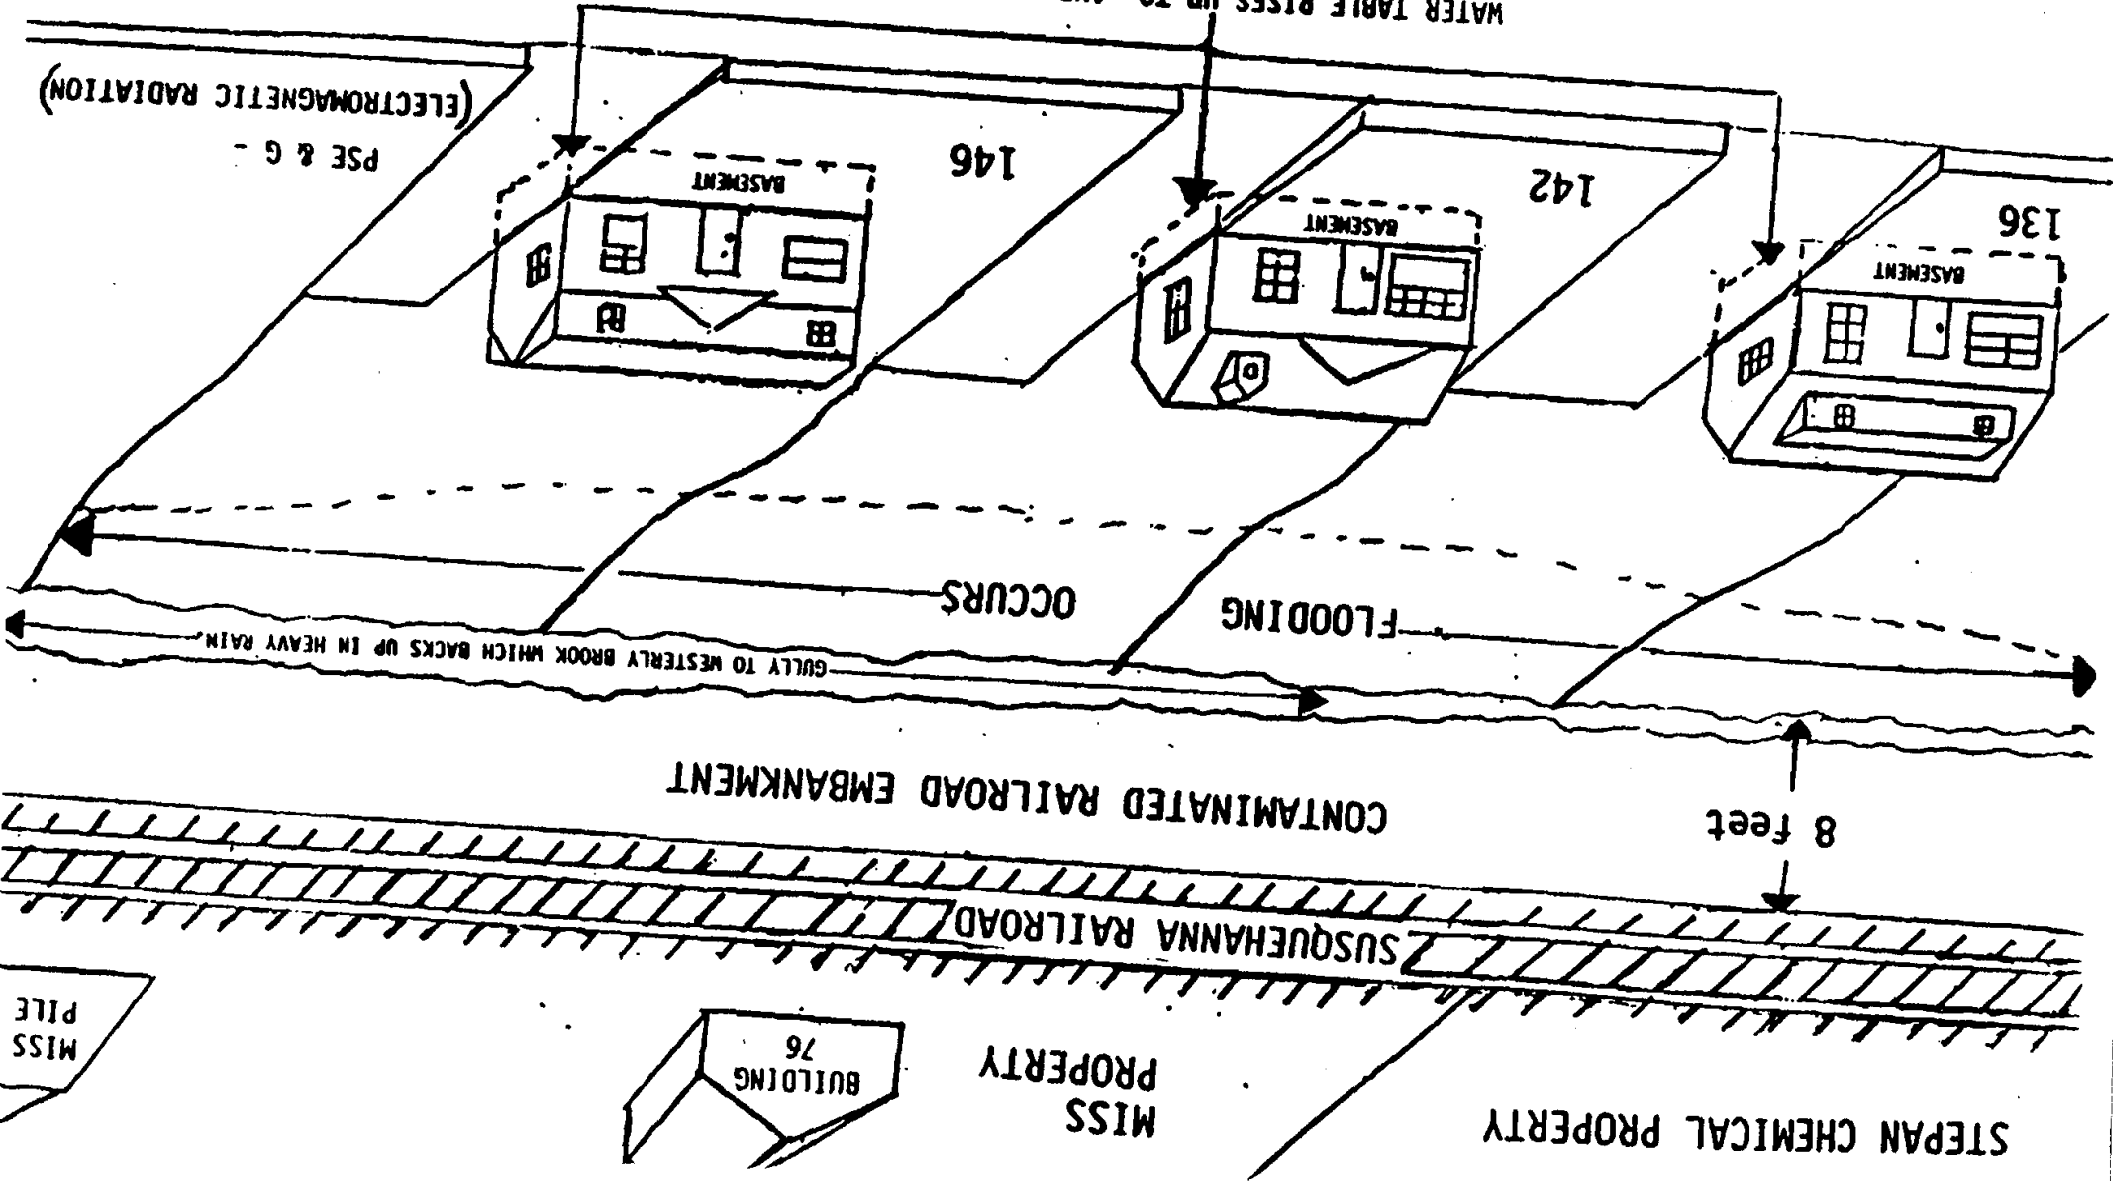 STEPAN CHEMICAL PROPERTY
MISS
PROPERTY
BUILDING
76
MISS
PILE
SUSQUEHANNA RAILROAD
8 feet
CONTAMINATED RAILROAD EMBANKMENT
GULLY TO WESTERLY BROOK WHICH BACKS UP IN HEAVY RAIN
FLOODING OCCURS
BASEMENT
BASEMENT
BASEMENT
136
142
146
PSE & G -
(ELECTROMAGNETIC RADIATION)
WATER TABLE RISES UP TO